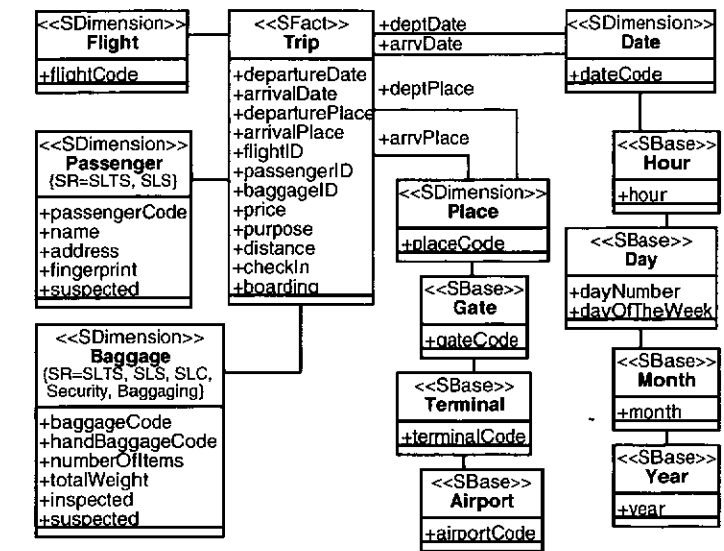 <<SDimension>>
Flight
+flightCode
<<SFact>>
Trip
+departureDate
+arrivalDate
+departurePlace
+arrivalPlace
+flightID
+passengerID
+baggageID
+price
+purpose
+distance
+checkIn
+boarding
+deptDate
+arrvDate
+deptPlace
+arrvPlace
<<SDimension>>
Date
+dateCode
<<SDimension>>
Passenger
{SR=SLTS, SLS}
+passengerCode
+name
+address
+fingerprint
+suspected
<<SDimension>>
Place
+placeCode
<<SBase>>
Hour
+hour
<<SBase>>
Day
+dayNumber
+dayOfTheWeek
<<SBase>>
Gate
+gateCode
<<SDimension>>
Baggage
{SR=SLTS, SLS, SLC,
Security, Baggaging}
+baggageCode
+handBaggageCode
+numberOfItems
+totalWeight
+inspected
+suspected
<<SBase>>
Terminal
+terminalCode
<<SBase>>
Month
+month
<<SBase>>
Airport
+airportCode
<<SBase>>
Year
+year